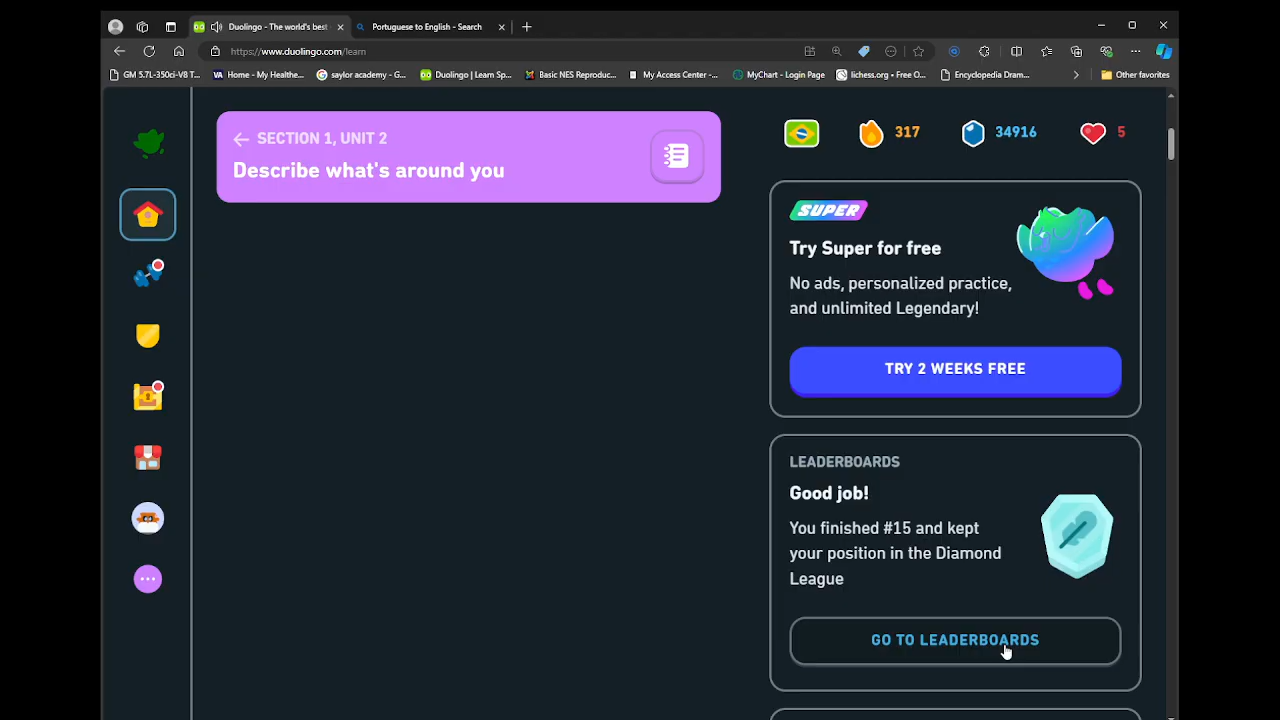 Duolingo - The world's best
Portuguese to English - Search
https://www.duolingo.com/learn
GM 5.7L-350ci-V8 T...
Home - My Healthe...
saylor academy - G...
Duolingo | Learn Sp...
Basic NES Reproduc...
My Access Center -...
MyChart - Login Page
lichess.org • Free O...
Encyclopedia Dram...
Other favorites
SECTION 1, UNIT 2
Describe what's around you
317
34916
5
SUPER
Try Super for free
No ads, personalized practice,
and unlimited Legendary!
TRY 2 WEEKS FREE
LEADERBOARDS
Good job!
You finished #15 and kept
your position in the Diamond
League
GO TO LEADERBOARDS